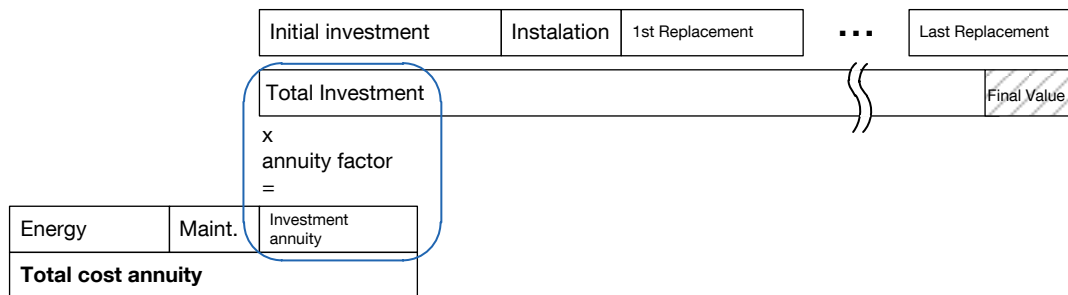 Initial investment
Instalation
1st Replacement
...
Last Replacement
Total Investment
Final Value
x
annuity factor
=
Energy
Maint.
Investment
annuity
Total cost annuity